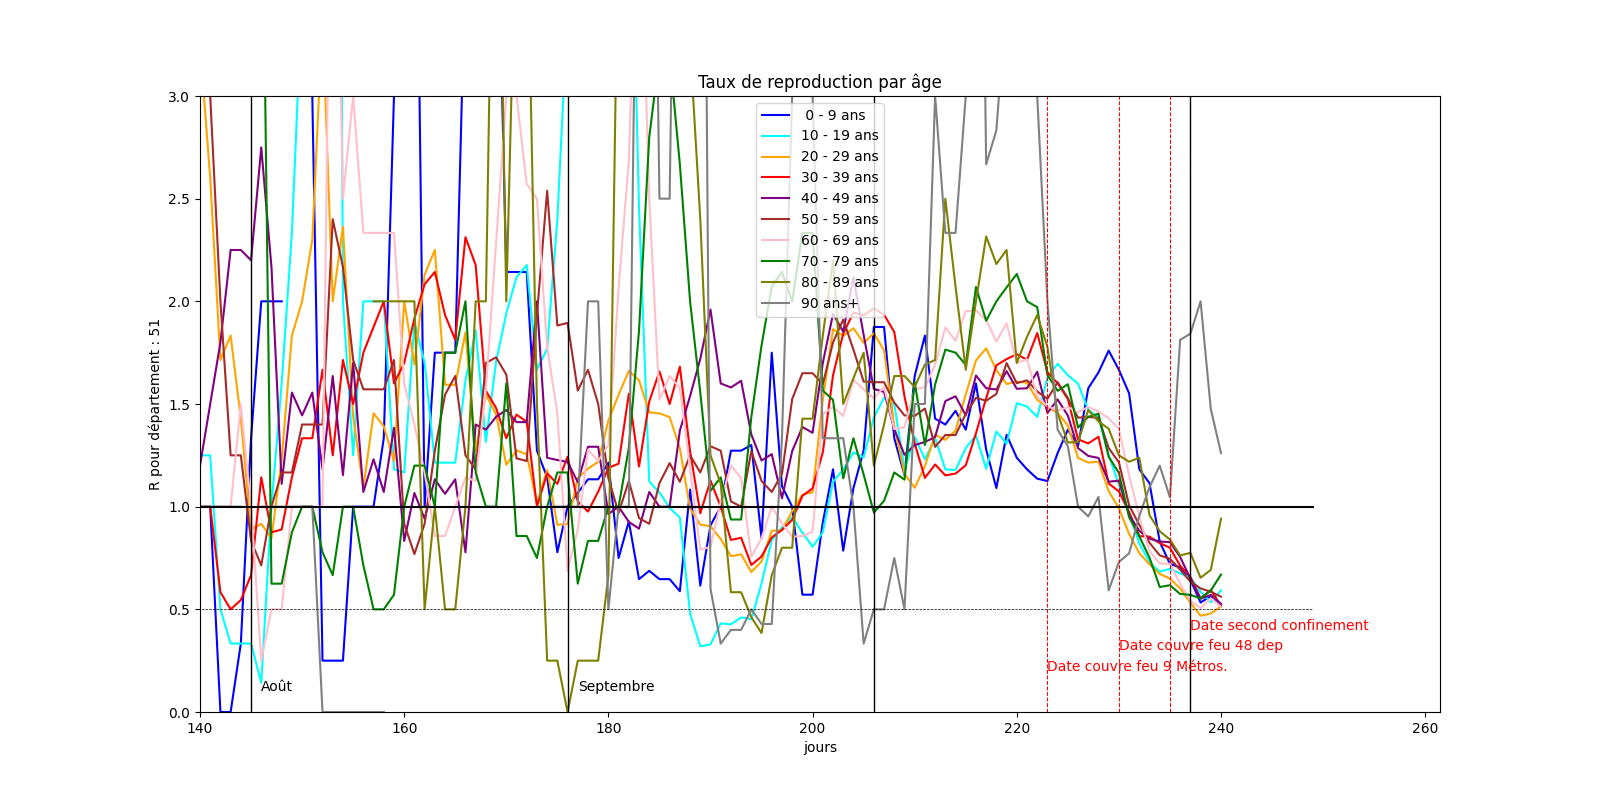 Taux de reproduction par âge
3.0
2.5
2.0
1.5
1.0
0.5
0.0
R pour département : 51
0 - 9 ans
10 - 19 ans
20 - 29 ans
30 - 39 ans
40 - 49 ans
50 - 59 ans
60 - 69 ans
70 - 79 ans
80 - 89 ans
90 ans+
Date second confinement
Date couvre feu 48 dep
Date couvre feu 9 Métros.
Août
Septembre
140
160
180
200
220
240
260
jours